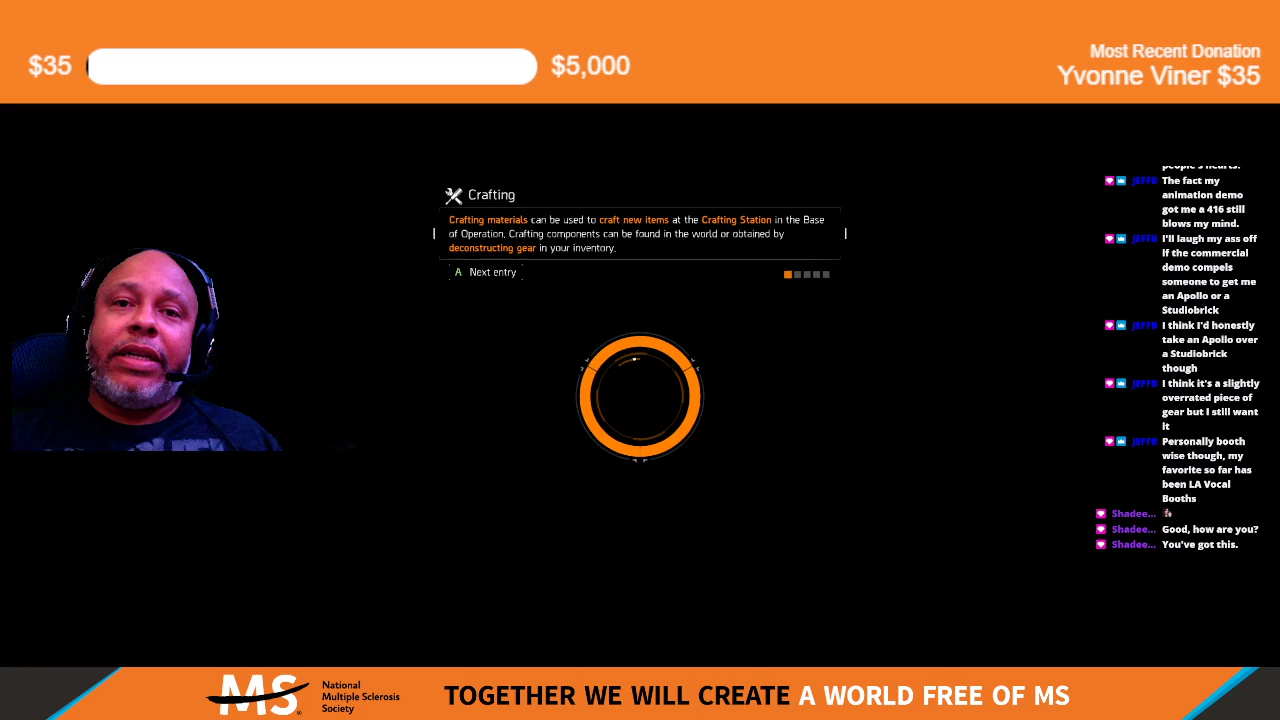 $35
$5,000
Most Recent Donation
Yvonne Viner $35
Crafting
Crafting materials can be used to craft new items at the Crafting Station in the Base
of Operation. Crafting components can be found in the world or obtained by
deconstructing gear in your inventory.
A Next entry
people's hearts.
JEFFB The fact my
animation demo
got me a 416 still
blows my mind.
JEFFB I'll laugh my ass off
if the commercial
demo compels
someone to get me
an Apollo or a
Studiobrick
JEFFB I think I'd honestly
take an Apollo over
a Studiobrick
though
JEFFB I think it's a slightly
overrated piece of
gear but I still want
it
JEFFB Personally booth
wise though, my
favorite so far has
been LA Vocal
Booths
Shadee...
Shadee... Good, how are you?
Shadee... You've got this.
MS®
National
Multiple Sclerosis
Society
TOGETHER WE WILL CREATE A WORLD FREE OF MS